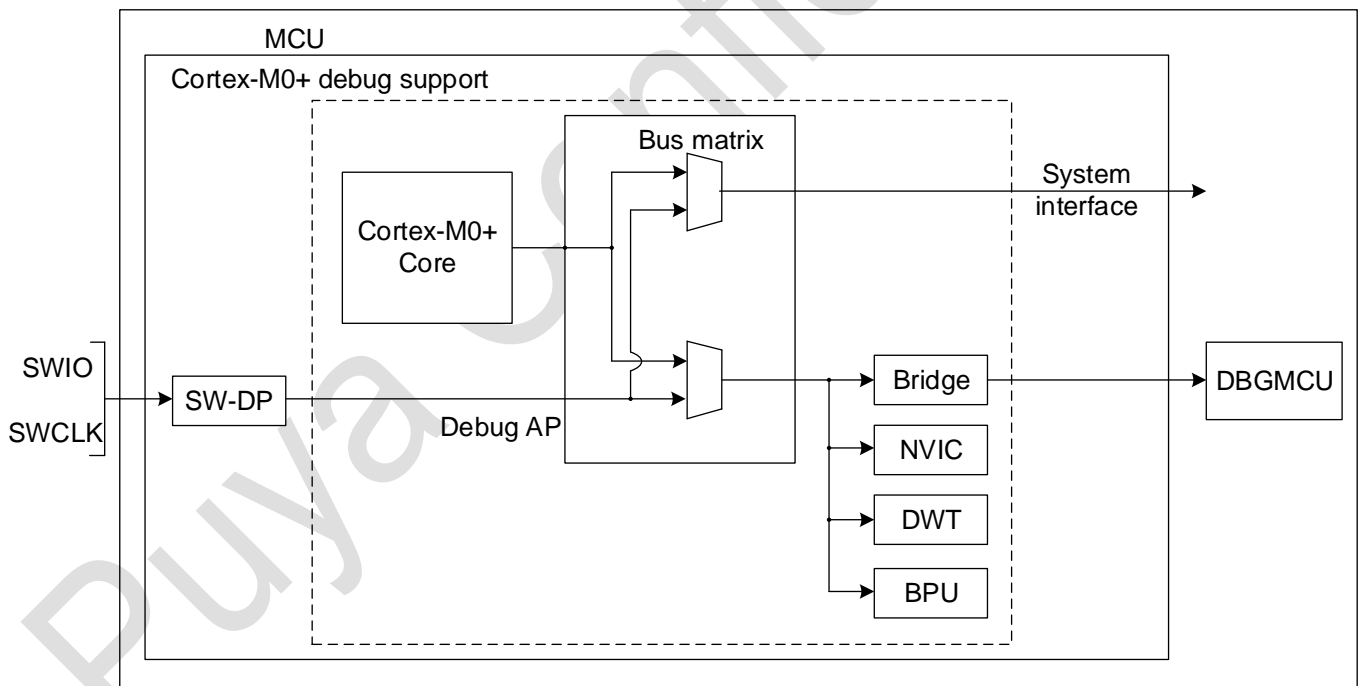 MCU
Cortex-M0+ debug support
Bus matrix
Cortex-M0+
Core
System
interface
SWIO
SWCLK
SW-DP
Debug AP
Bridge
NVIC
DWT
BPU
DBGMCU
Puya Confi